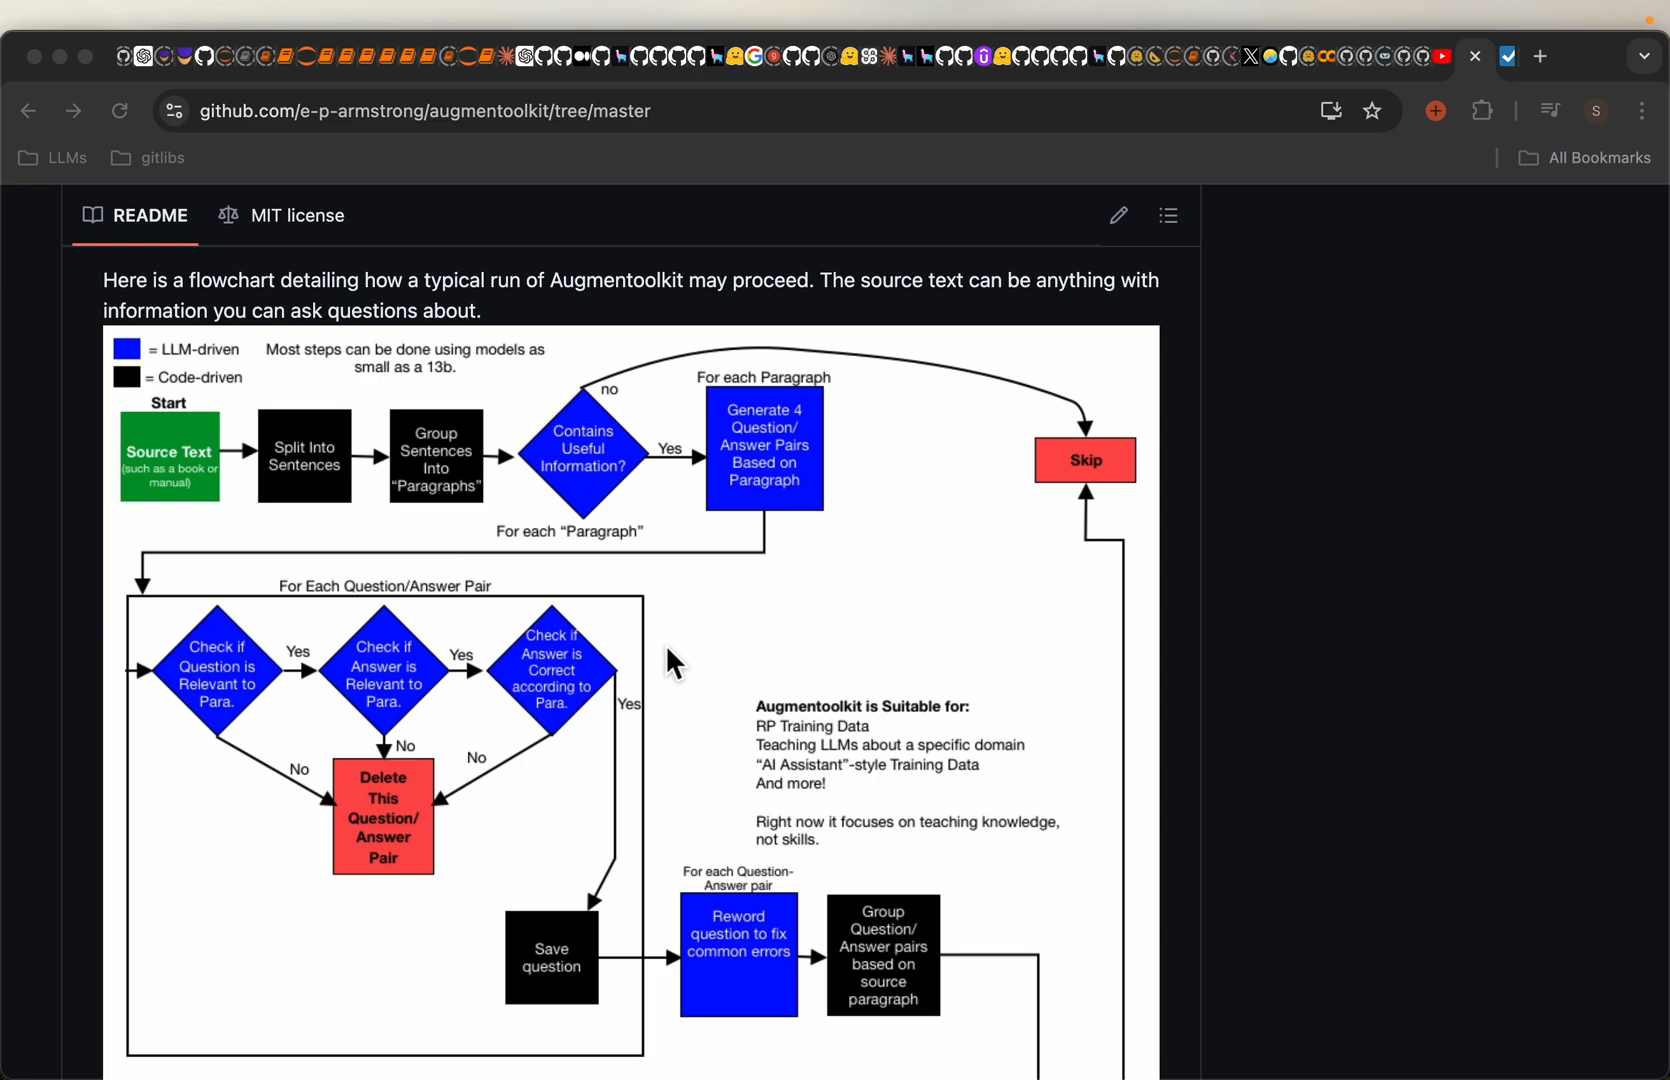 github.com/e-p-armstrong/augmentoolkit/tree/master
S
LLMs
gitlibs
All Bookmarks
README
MIT license
Here is a flowchart detailing how a typical run of Augmentoolkit may proceed. The source text can be anything with
information you can ask questions about.
= LLM-driven
= Code-driven
Most steps can be done using models as
small as a 13b.
Start
Source Text
(such as a book or
manual)
Split Into
Sentences
Group
Sentences
Into
“Paragraphs”
Contains
Useful
Information?
no
Yes
For each “Paragraph”
For each Paragraph
Generate 4
Question/
Answer Pairs
Based on
Paragraph
Skip
For Each Question/Answer Pair
Check if
Question is
Relevant to
Para.
Yes
Check if
Answer is
Relevant to
Para.
Yes
Check if
Answer is
Correct
according to
Para.
Yes
No
No
No
Delete
This
Question/
Answer
Pair
Save
question
Augmentoolkit is Suitable for:
RP Training Data
Teaching LLMs about a specific domain
“AI Assistant”-style Training Data
And more!
Right now it focuses on teaching knowledge,
not skills.
For each Question-
Answer pair
Reword
question to fix
common errors
Group
Question/
Answer pairs
based on
source
paragraph